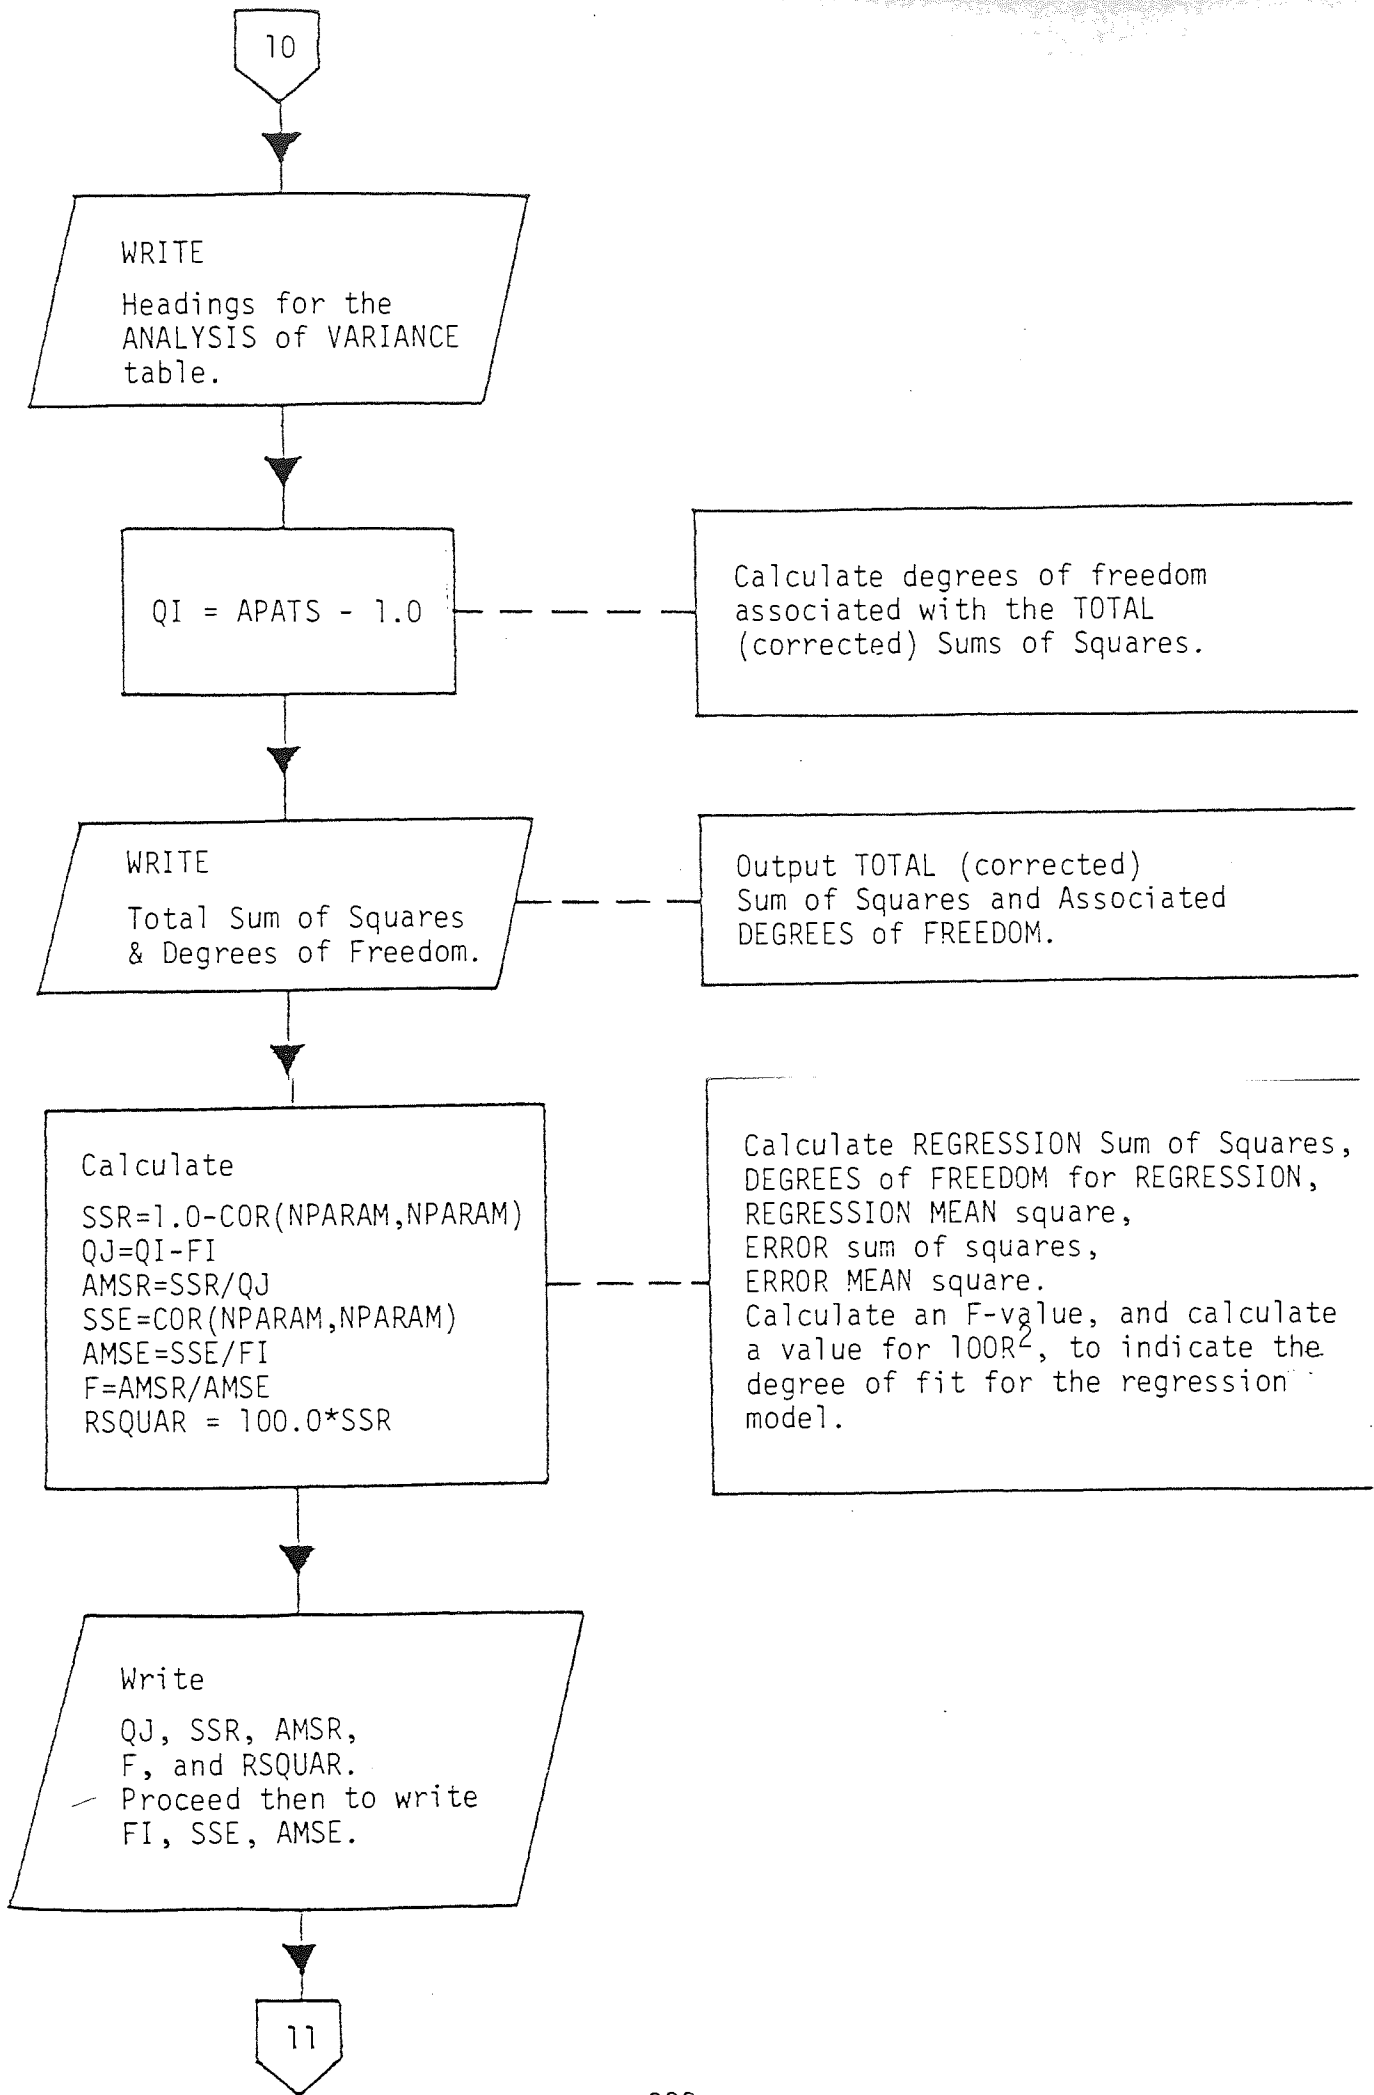 10
WRITE
Headings for the
ANALYSIS of VARIANCE
table.
QI = APATS - 1.0
Calculate degrees of freedom
associated with the TOTAL
(corrected) Sums of Squares.
WRITE
Total Sum of Squares
& Degrees of Freedom.
Output TOTAL (corrected)
Sum of Squares and Associated
DEGREES of FREEDOM.
Calculate
SSR=1.0-COR(NPARAM,NPARAM)
QJ=QI-FI
AMSR=SSR/QJ
SSE=COR(NPARAM,NPARAM)
AMSE=SSE/FI
F=AMSR/AMSE
RSQUAR = 100.0*SSR
Calculate REGRESSION Sum of Squares,
DEGREES of FREEDOM for REGRESSION,
REGRESSION MEAN square,
ERROR sum of squares,
ERROR MEAN square.
Calculate an F-value, and calculate
a value for 100R², to indicate the
degree of fit for the regression
model.
Write
QJ, SSR, AMSR,
F, and RSQUAR.
Proceed then to write
FI, SSE, AMSE.
11